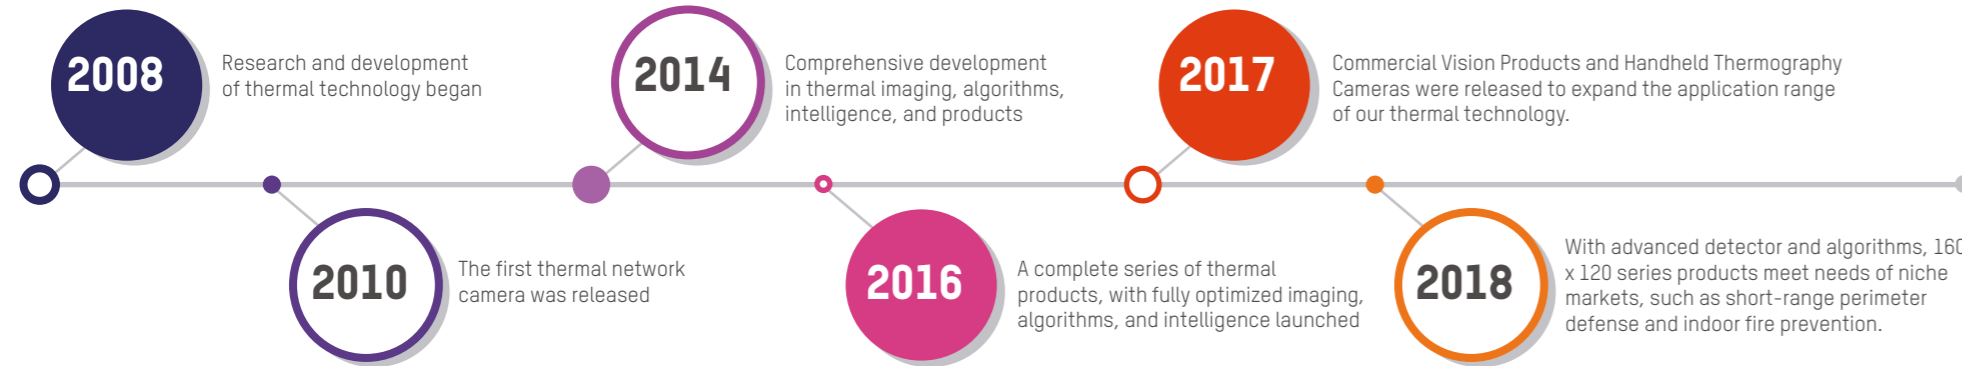 2008
Research and development
of thermal technology began
2010
The first thermal network
camera was released
2014
Comprehensive development
in thermal imaging, algorithms,
intelligence, and products
2016
A complete series of thermal
products, with fully optimized imaging,
algorithms, and intelligence launched
2017
Commercial Vision Products and Handheld Thermography
Cameras were released to expand the application range
of our thermal technology.
2018
With advanced detector and algorithms, 160
x 120 series products meet needs of niche
markets, such as short-range perimeter
defense and indoor fire prevention.